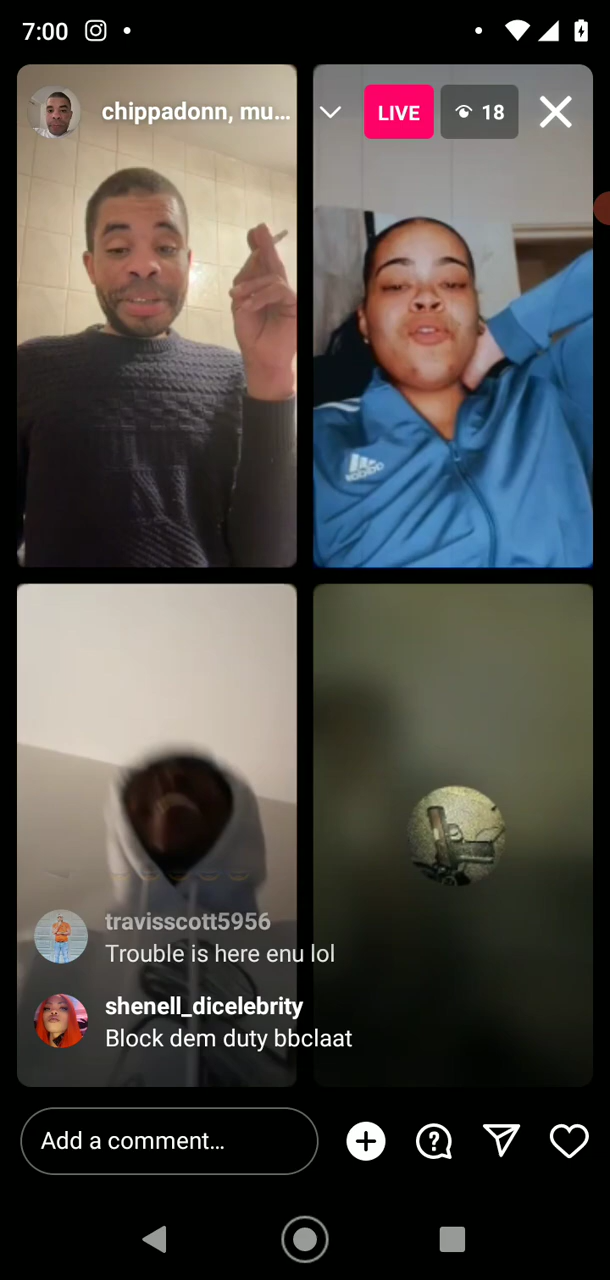 7:00
chippadonn, mu...
LIVE
18
adidas
travisscott5956
Trouble is here enu lol
shenell_dicelebrity
Block dem duty bbclaat
Add a comment...